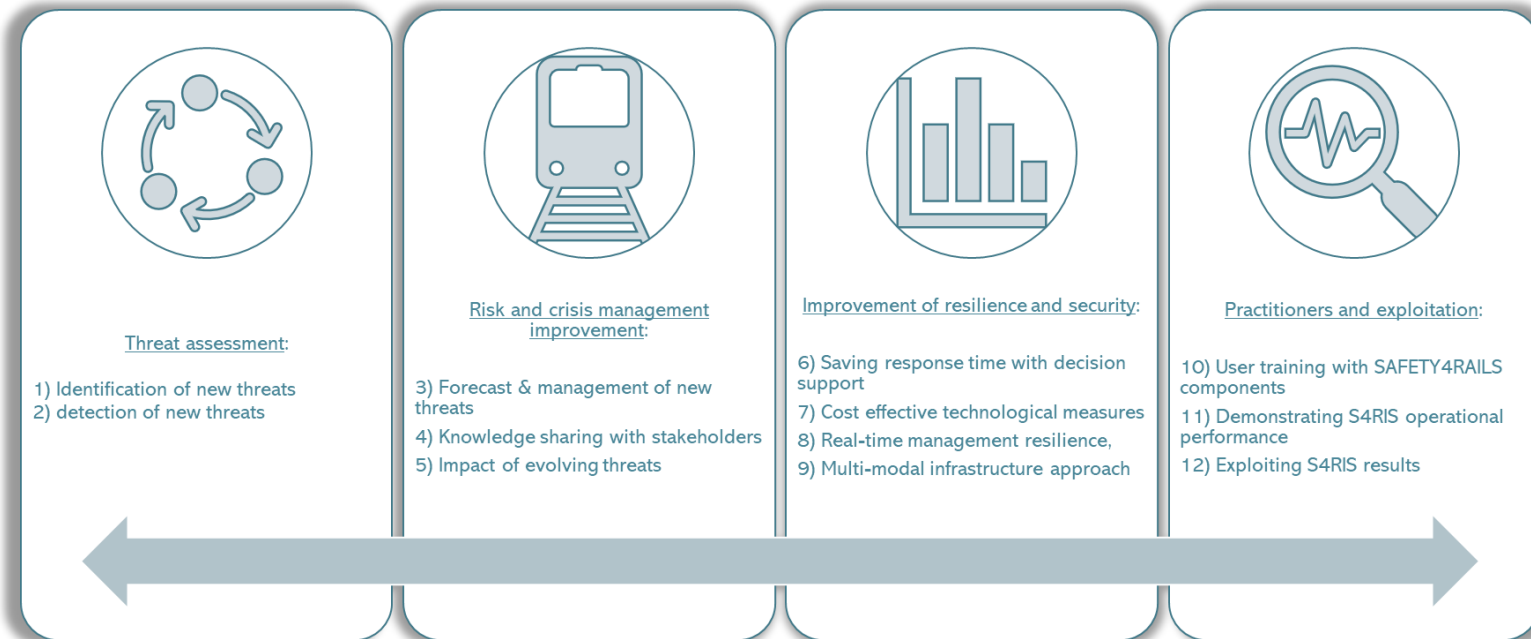 Threat assessment:
1) Identification of new threats
2) detection of new threats
Risk and crisis management
improvement:
3) Forecast & management of new
threats
4) Knowledge sharing with stakeholders
5) Impact of evolving threats
Improvement of resilience and security:
6) Saving response time with decision
support
7) Cost effective technological measures
8) Real-time management resilience,
9) Multi-modal infrastructure approach
Practitioners and exploitation:
10) User training with SAFETY4RAILS
components
11) Demonstrating S4RIS operational
performance
12) Exploiting S4RIS results